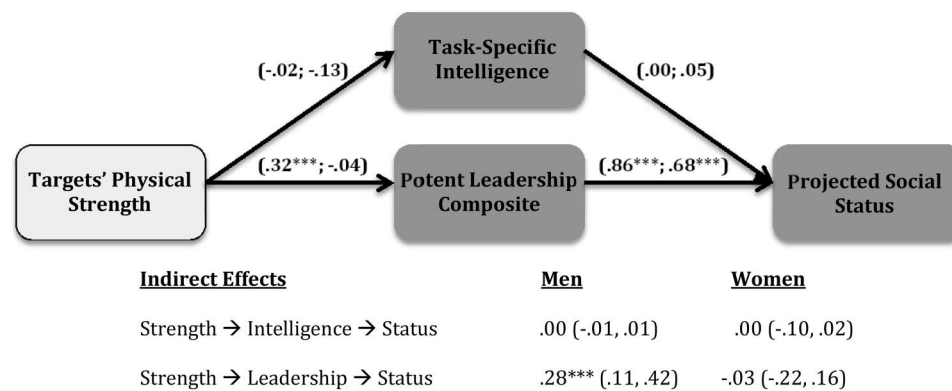 Task-Specific
Intelligence
(-.02; -.13)
(.00; .05)
Targets’ Physical
Strength
(.32***; -.04)
Potent Leadership
Composite
(.86***; .68***)
Projected Social
Status
Indirect Effects Men Women
Strength → Intelligence → Status .00 (-.01, .01) .00 (-.10, .02)
Strength → Leadership → Status .28*** (.11, .42) -.03 (-.22, .16)